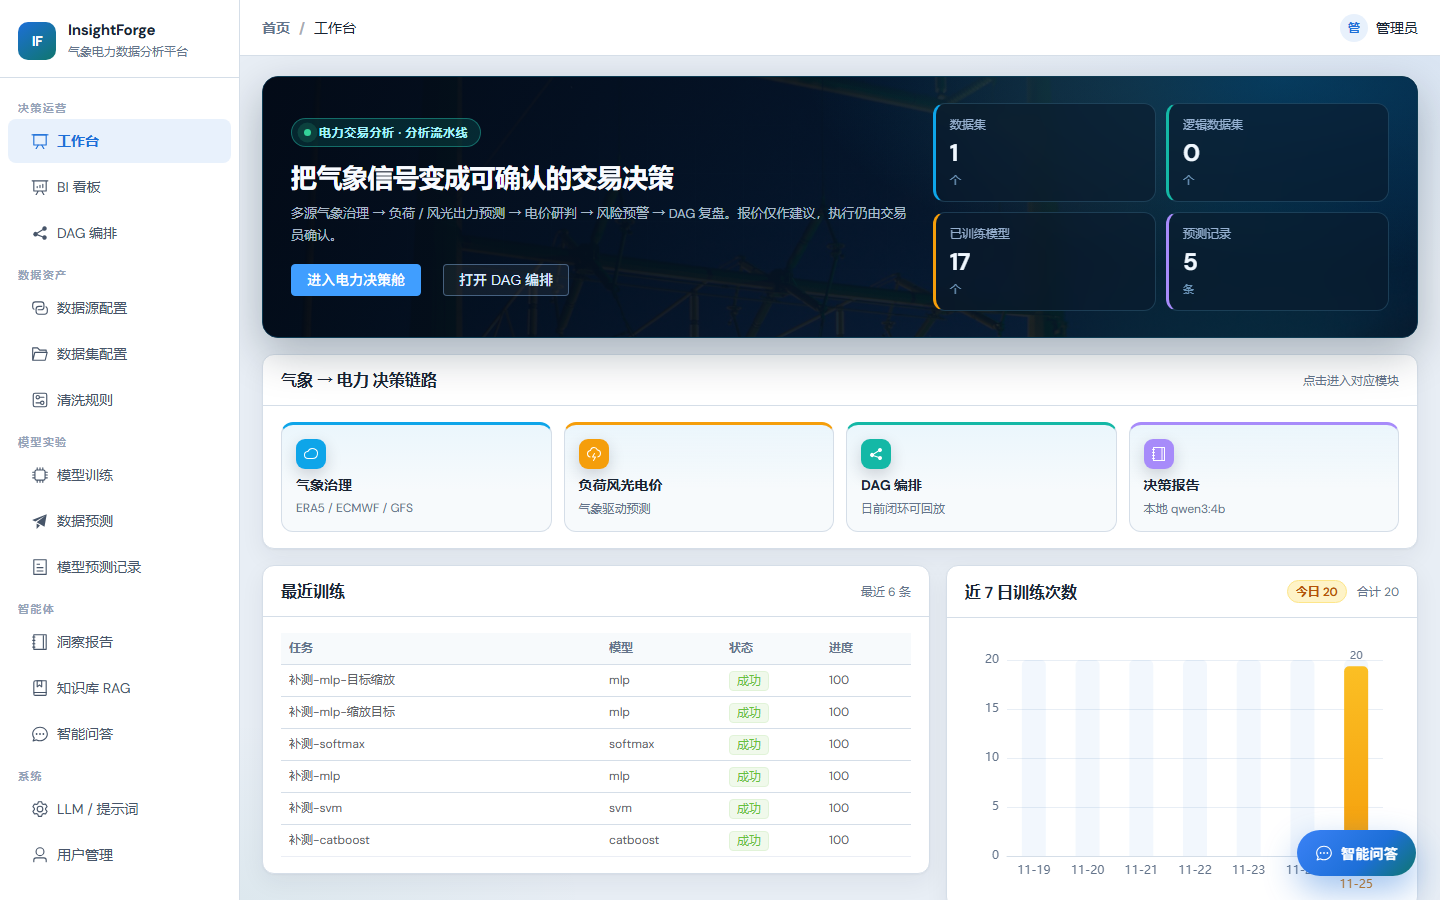 IF
InsightForge
气象电力数据分析平台
决策运营
工作台
BI 看板
DAG 编排
数据资产
数据源配置
数据集配置
清洗规则
模型实验
模型训练
数据预测
模型预测记录
智能体
洞察报告
知识库 RAG
智能问答
系统
LLM / 提示词
用户管理
首页 / 工作台
管 管理员
电力交易分析 · 分析流水线
把气象信号变成可确认的交易决策
多源气象治理 → 负荷 / 风光出力预测 → 电价研判 → 风险预警 → DAG 复盘。报价仅作建议，执行仍由交易
员确认。
进入电力决策舱 打开 DAG 编排
数据集
1
个
逻辑数据集
0
个
已训练模型
17
个
预测记录
5
条
气象 → 电力 决策链路 点击进入对应模块
气象治理
ERA5 / ECMWF / GFS
负荷风光电价
气象驱动预测
DAG 编排
日前闭环可回放
决策报告
本地 qwen3:4b
最近训练 最近 6 条
任务 模型 状态 进度
补测-mlp-目标缩放 mlp 成功 100
补测-mlp-缩放目标 mlp 成功 100
补测-softmax softmax 成功 100
补测-mlp mlp 成功 100
补测-svm svm 成功 100
补测-catboost catboost 成功 100
近 7 日训练次数 今日 20 合计 20
20
20
15
10
5
0
11-19 11-20 11-21 11-22 11-23
11-25
智能问答